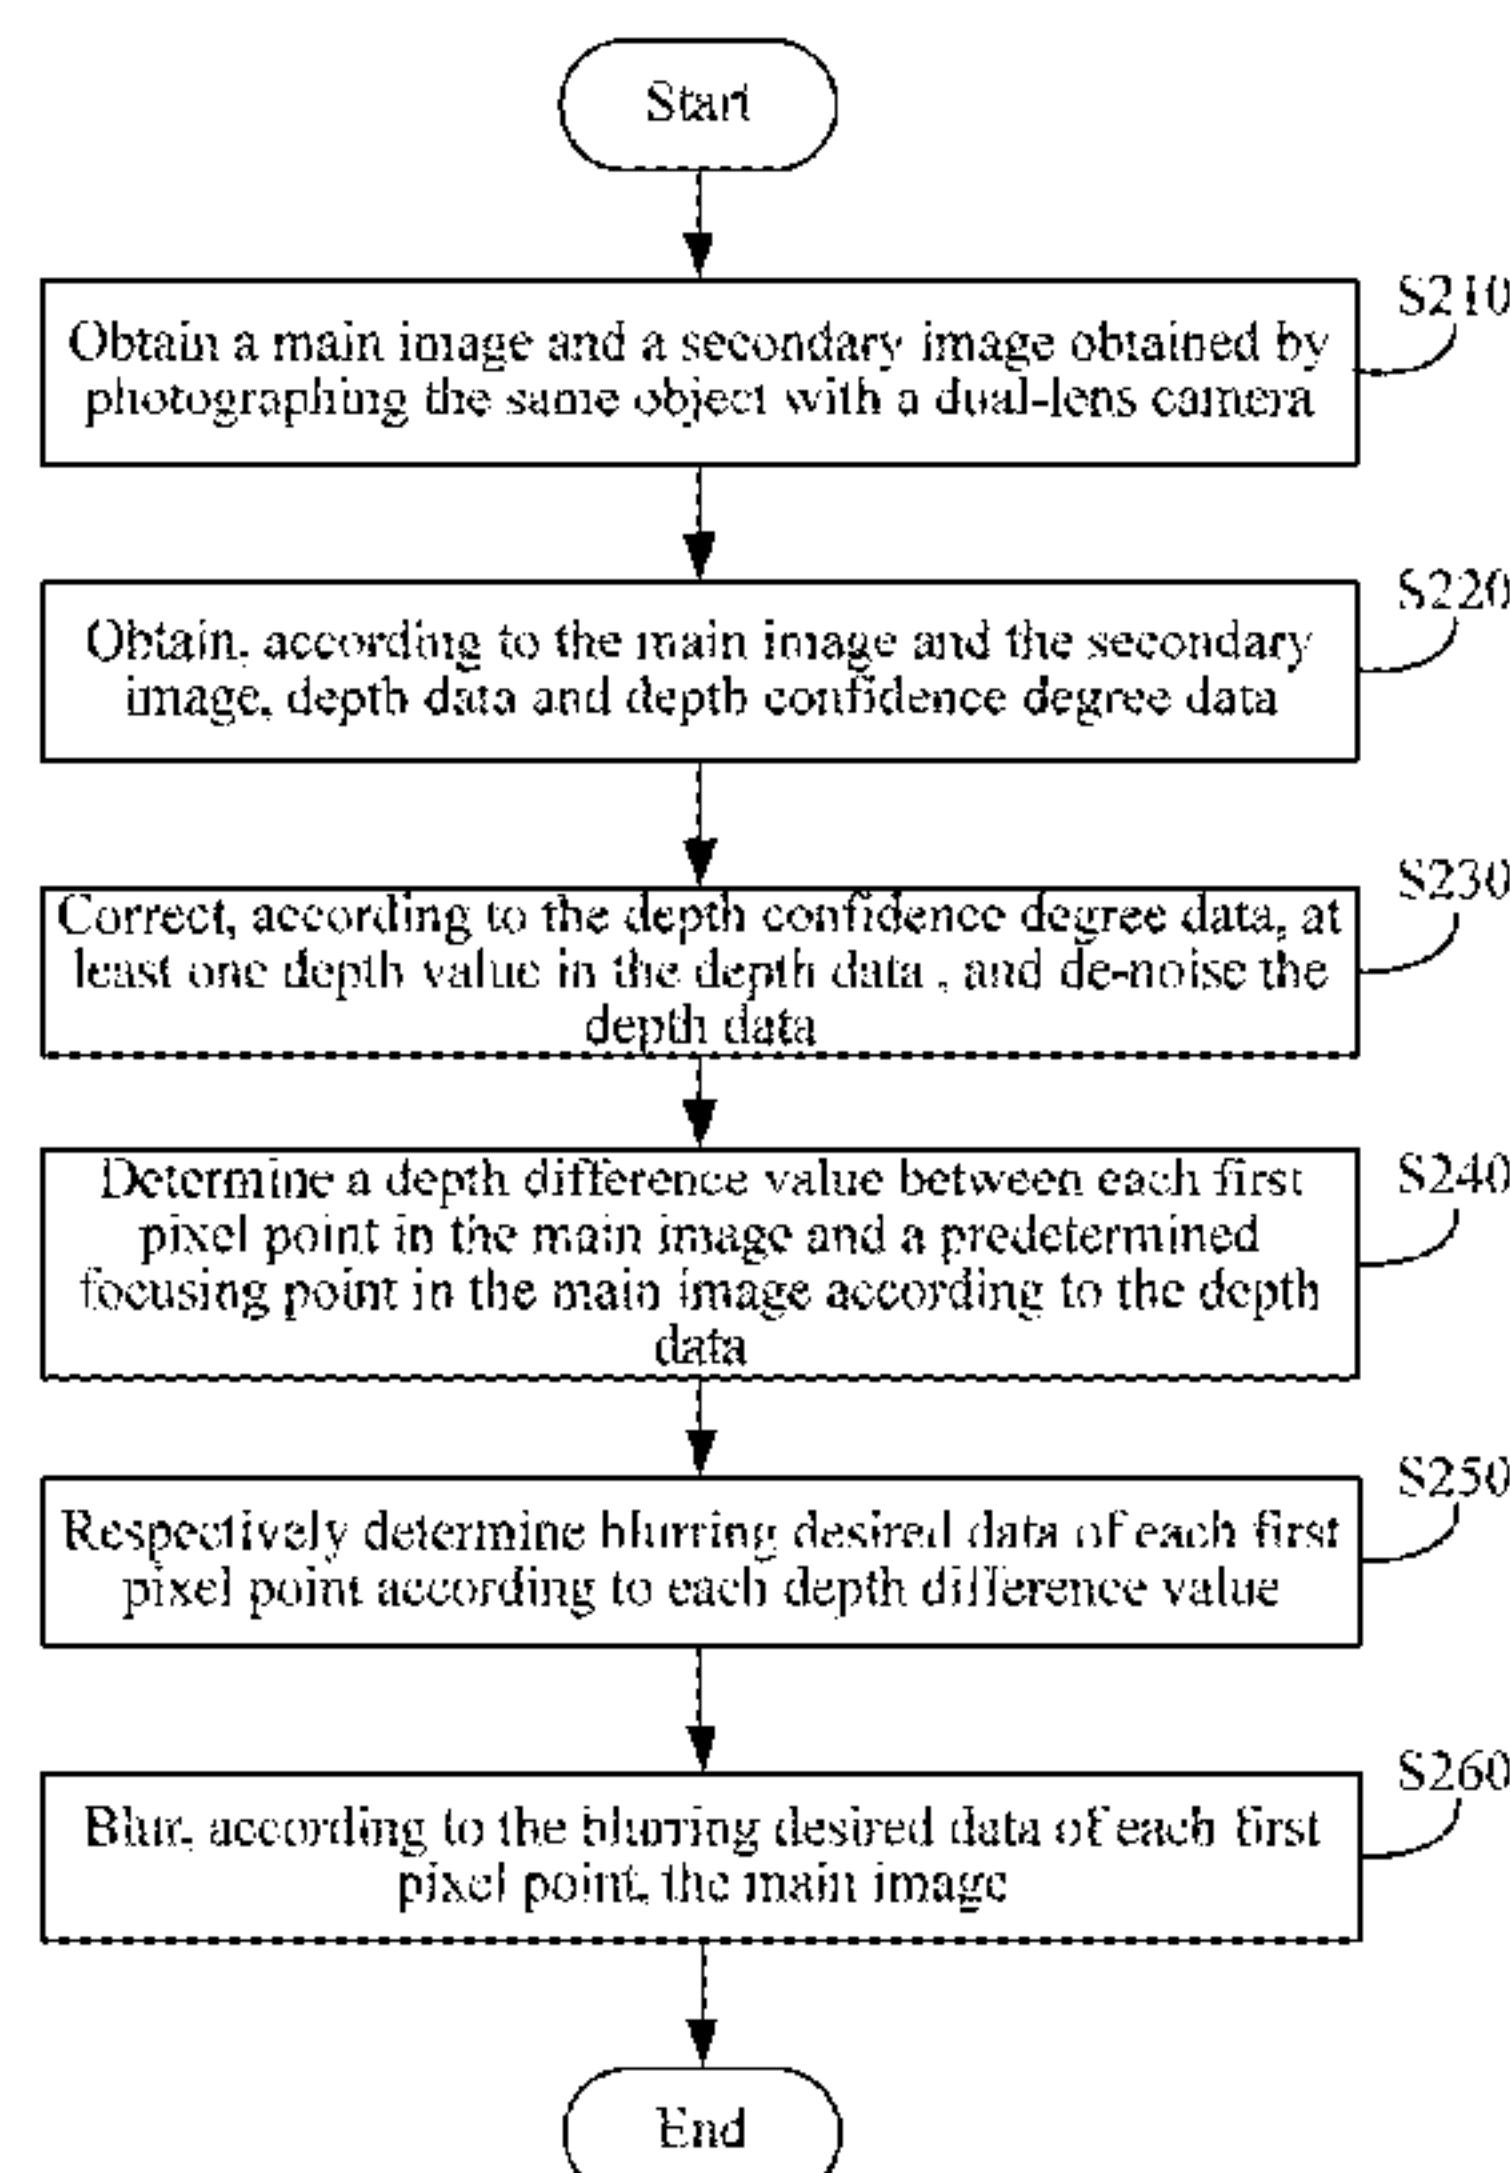 Start
S210
Obtain a main image and a secondary image obtained by
photographing the same object with a dual-lens camera
S220
Obtain, according to the main image and the secondary
image, depth data and depth confidence degree data
S230
Correct, according to the depth confidence degree data, at
least one depth value in the depth data , and de-noise the
depth data
S240
Determine a depth difference value between each first
pixel point in the main image and a predetermined
focusing point in the main image according to the depth
data
S250
Respectively determine blurring desired data of each first
pixel point according to each depth difference value
S260
Blur, according to the blurring desired data of each first
pixel point, the main image
End